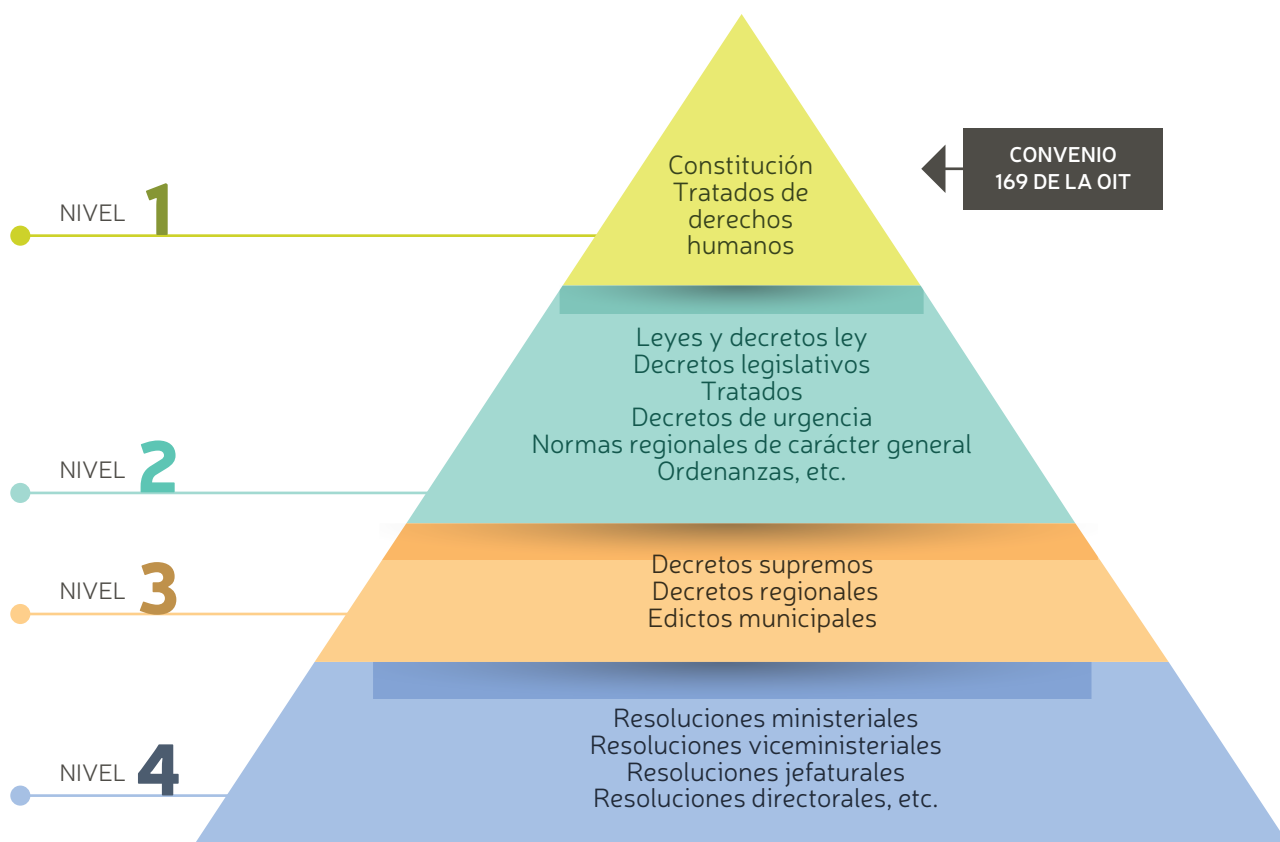 Constitución
Tratados de
derechos
humanos
CONVENIO
169 DE LA OIT
NIVEL 1
Leyes y decretos ley
Decretos legislativos
Tratados
Decretos de urgencia
Normas regionales de carácter general
Ordenanzas, etc.
NIVEL 2
Decretos supremos
Decretos regionales
Edictos municipales
NIVEL 3
Resoluciones ministeriales
Resoluciones viceministeriales
Resoluciones jefaturales
Resoluciones directorales, etc.
NIVEL 4